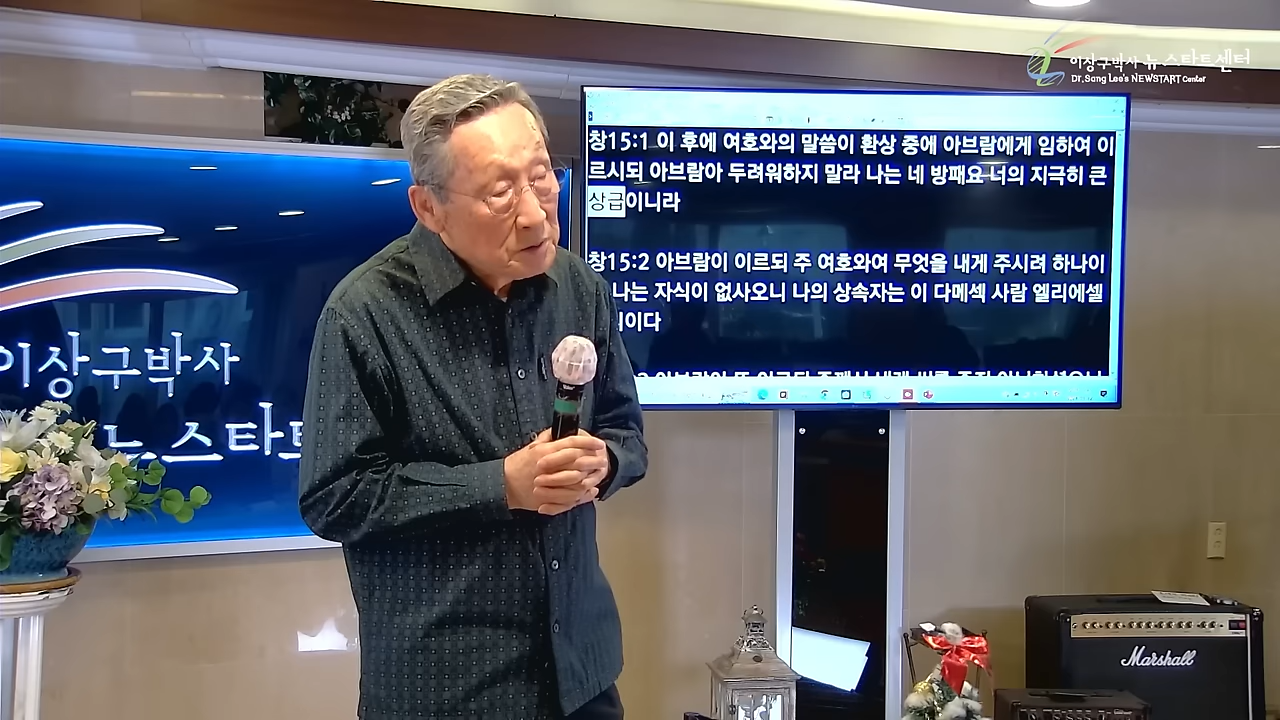 이상구박사 뉴스타트센터
Dr. Sang Lee's NEWSTART Center
창15:1 이 후에 여호와의 말씀이 환상 중에 아브람에게 임하여 이
르시되 아브람아 두려워하지 말라 나는 네 방패요 너의 지극히 큰
상급이니라
창15:2 아브람이 이르되 주 여호와여 무엇을 내게 주시려 하나이
나는 자식이 없사오니 나의 상속자는 이 다메섹 사람 엘리에셀
이다
이상구박사
뉴스타트
Marshall